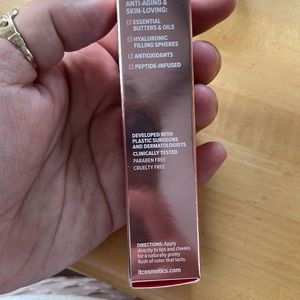 ANTI-AGING &
SKIN-LOVING:
ESSENTIAL
BUTTERS & OILS
HYALURONIC
FILLING SPHERES
ANTIOXIDANTS
PEPTIDE-INFUSED
DEVELOPED WITH
PLASTIC SURGEONS
AND DERMATOLOGISTS
CLINICALLY TESTED
PARABEN FREE
CRUELTY FREE
DIRECTIONS: Apply
directly to lips and cheeks
for a naturally pretty
flush of color that lasts.
itcosmetics.com